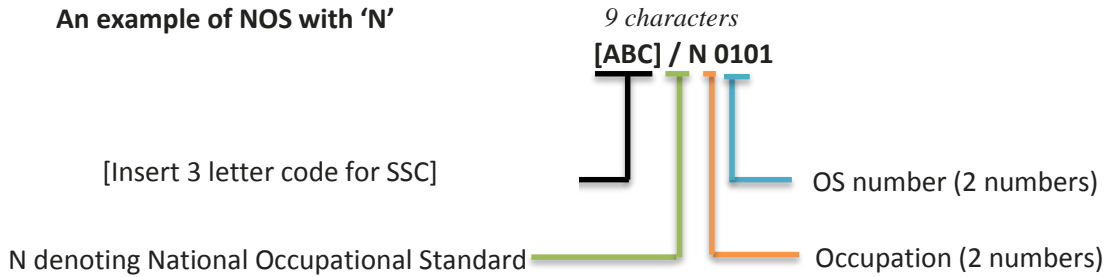 An example of NOS with ‘N’
9 characters
[ABC] / N 0101
[Insert 3 letter code for SSC]
OS number (2 numbers)
N denoting National Occupational Standard
Occupation (2 numbers)